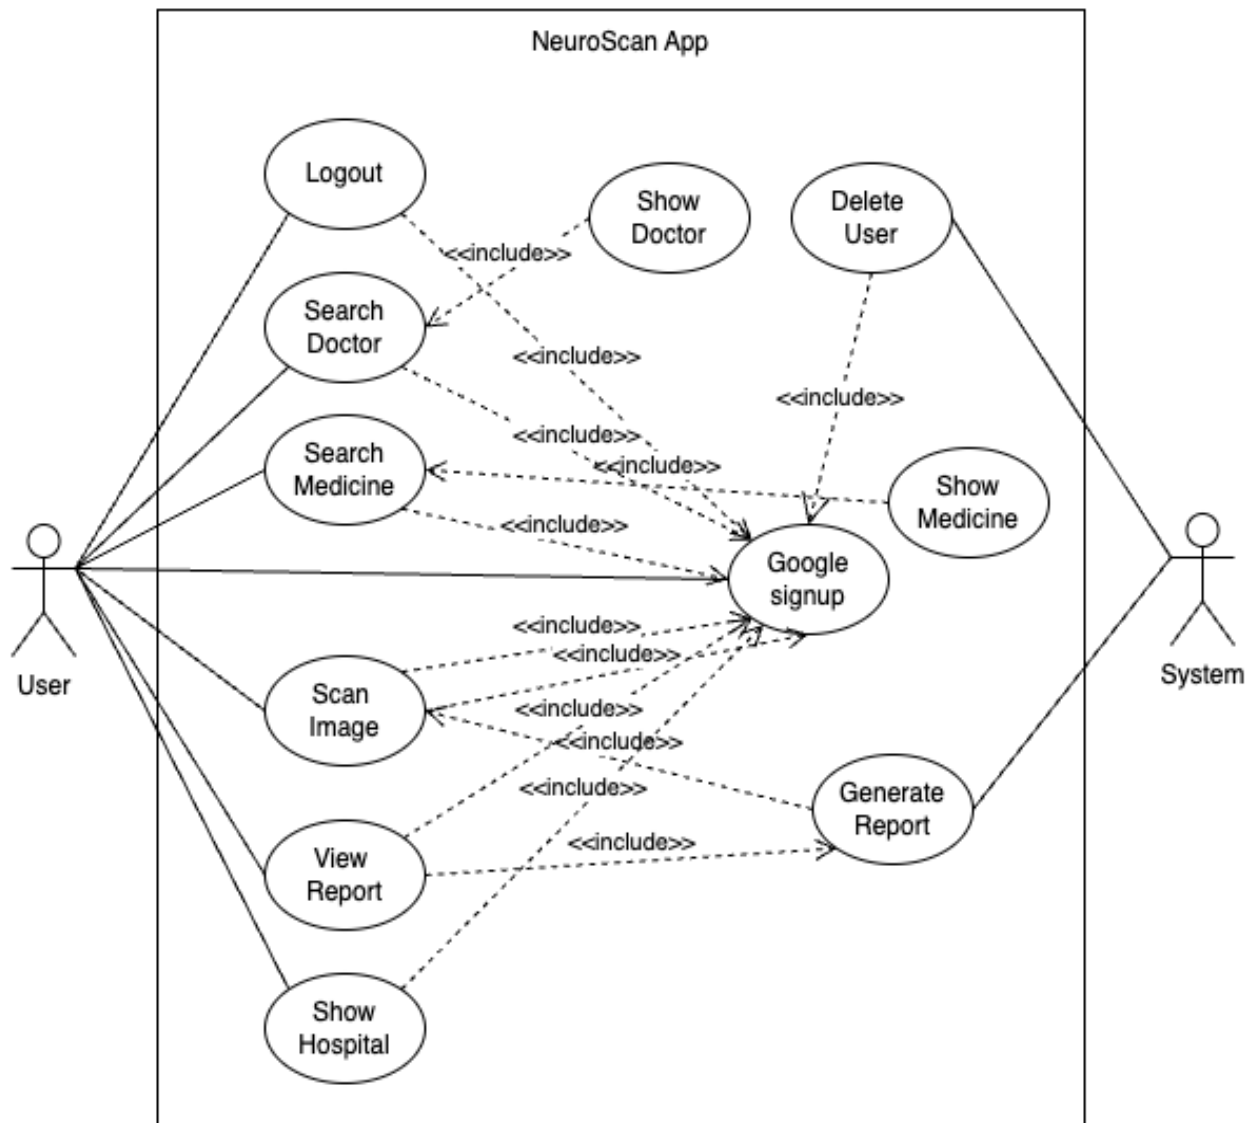 NeuroScan App
Logout
Show
Doctor
Delete
User
<<include>>
Search
Doctor
<<include>>
<<include>>
<<include>>
Search
Medicine
<<include>>
Show
Medicine
<<include>>
Google
signup
<<include>>
<<include>>
User
System
Scan
Image
<<include>>
<<include>>
<<include>>
Generate
Report
<<include>>
View
Report
Show
Hospital